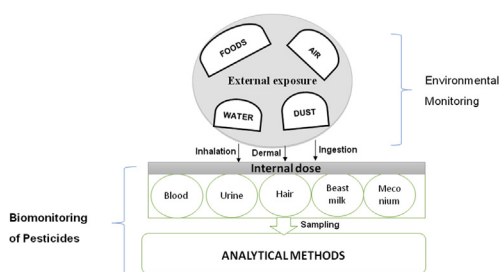 FOODS
AIR
External exposure
WATER
DUST
Environmental
Monitoring
Inhalation
Dermal
Ingestion
Internal dose
Blood
Urine
Hair
Beast
milk
Meco
nium
Biomonitoring
of Pesticides
Sampling
ANALYTICAL METHODS